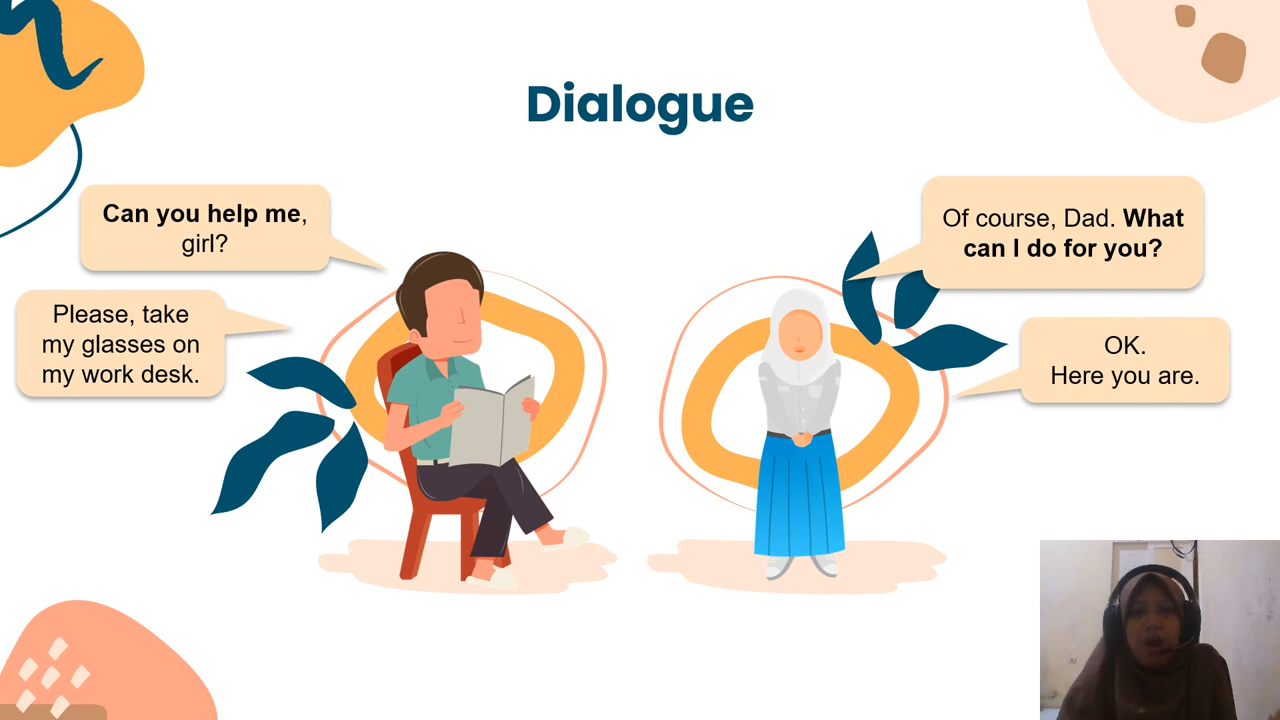 Dialogue
Can you help me,
girl?
Of course, Dad. What
can I do for you?
Please, take
my glasses on
my work desk.
OK.
Here you are.